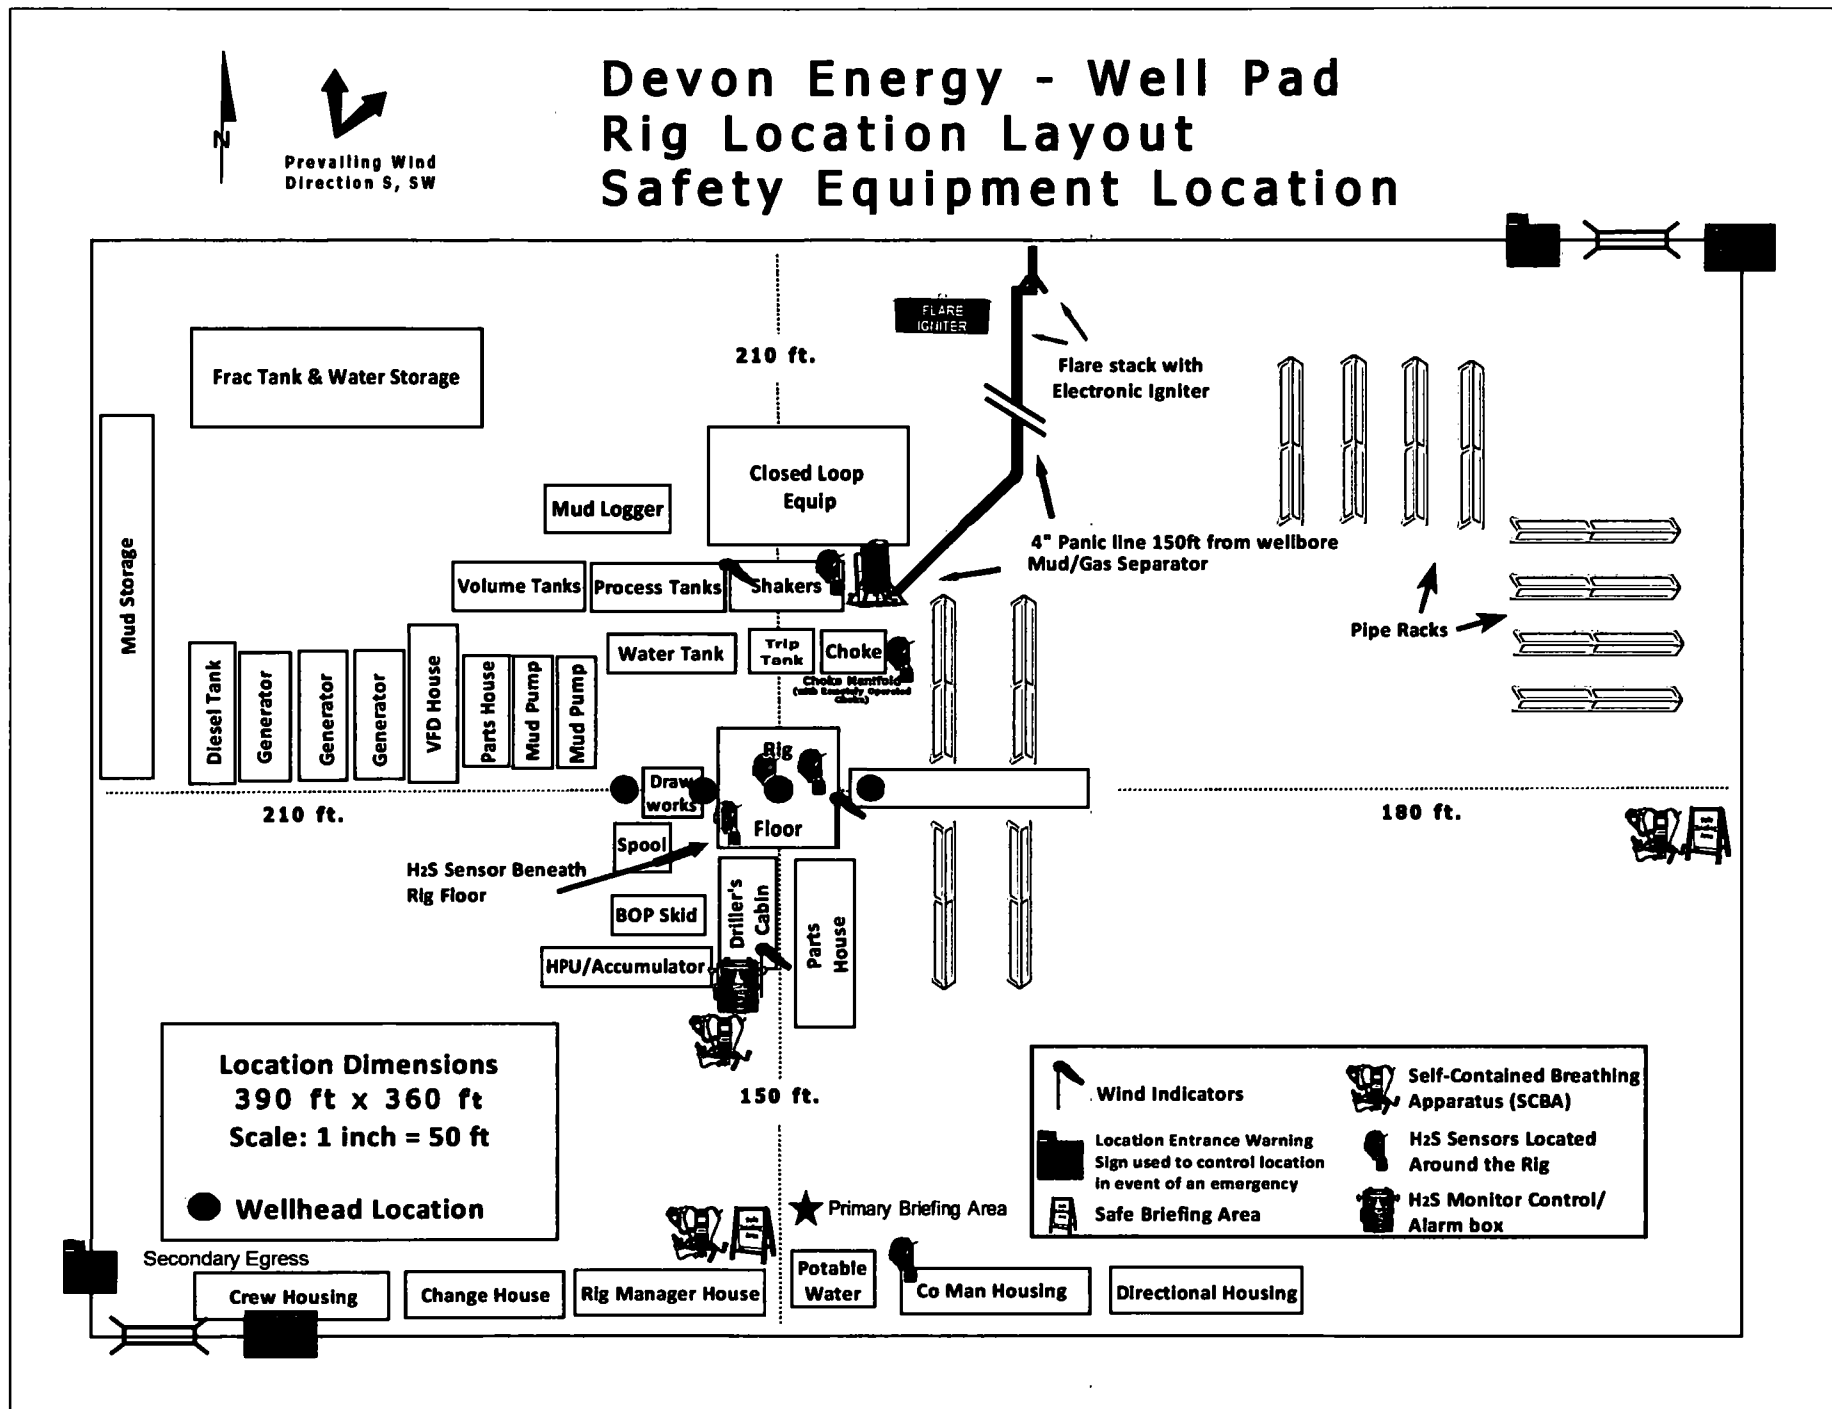 Devon Energy - Well Pad
Rig Location Layout
Safety Equipment Location
N
Prevailing Wind
Direction S, SW
FLARE
IGNITER
210 ft.
Flare stack with
Electronic Igniter
Frac Tank & Water Storage
Closed Loop
Equip
Mud Logger
4" Panic line 150ft from wellbore
Mud/Gas Separator
Mud Storage
Volume Tanks
Process Tanks
Shakers
Pipe Racks
Water Tank
Trip
Tank
Choke
Choke Manifold
(with Remotely Operated
Choke)
Diesel Tank
Generator
Generator
Generator
VFD House
Parts House
Mud Pump
Mud Pump
Rig
Floor
Draw
works
210 ft.
180 ft.
Spool
H2S Sensor Beneath
Rig Floor
BOP Skid
Driller's
Cabin
Parts
House
HPU/Accumulator
Location Dimensions
390 ft x 360 ft
Scale: 1 inch = 50 ft
Wellhead Location
150 ft.
Wind Indicators
Location Entrance Warning
Sign used to control location
in event of an emergency
Safe Briefing Area
Self-Contained Breathing
Apparatus (SCBA)
H2S Sensors Located
Around the Rig
H2S Monitor Control/
Alarm box
Primary Briefing Area
Secondary Egress
Crew Housing
Change House
Rig Manager House
Potable
Water
Co Man Housing
Directional Housing